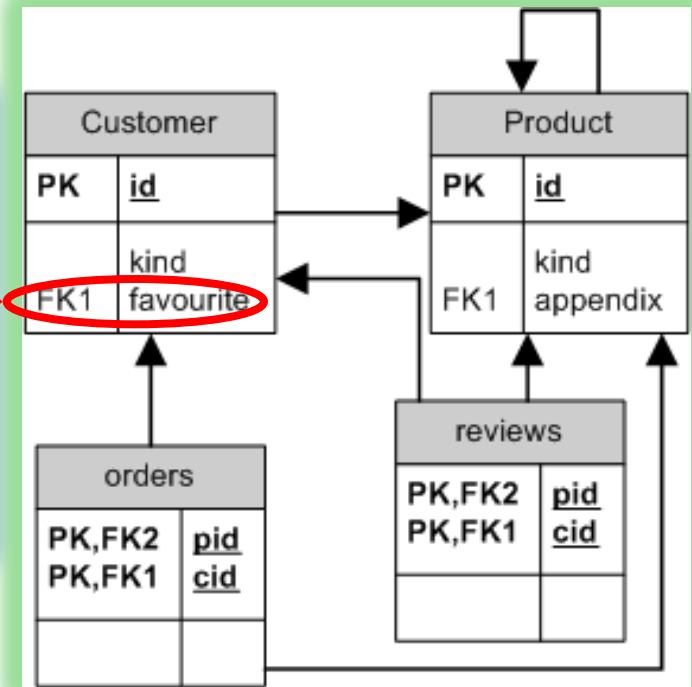 Customer
PK id
kind
FK1 favourite
Product
PK id
kind
FK1 appendix
orders
PK,FK2 pid
PK,FK1 cid
reviews
PK,FK2 pid
PK,FK1 cid